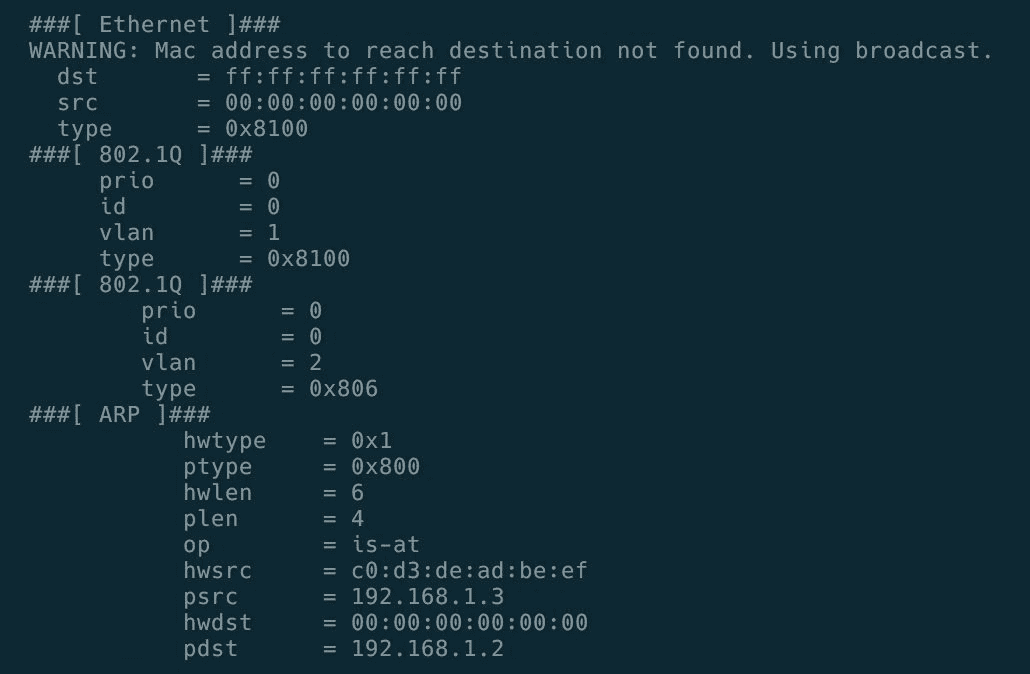 ###[ Ethernet ]###
WARNING: Mac address to reach destination not found. Using broadcast.
  dst       = ff:ff:ff:ff:ff:ff
  src       = 00:00:00:00:00:00
  type      = 0x8100
###[ 802.1Q ]###
     prio      = 0
     id        = 0
     vlan      = 1
     type      = 0x8100
###[ 802.1Q ]###
        prio      = 0
        id        = 0
        vlan      = 2
        type      = 0x806
###[ ARP ]###
           hwtype    = 0x1
           ptype     = 0x800
           hwlen     = 6
           plen      = 4
           op        = is-at
           hwsrc     = c0:d3:de:ad:be:ef
           psrc      = 192.168.1.3
           hwdst     = 00:00:00:00:00:00
           pdst      = 192.168.1.2